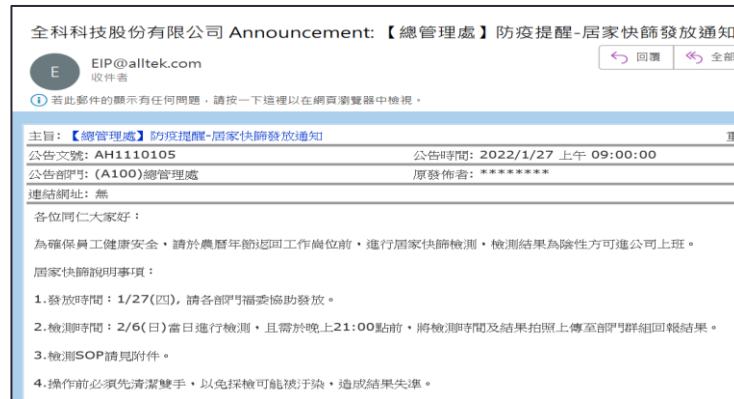 全科科技股份有限公司 Announcement: 【總管理處】防疫提醒-居家快篩發放通知
E
EIP@alltek.com
收件者
回覆
全部
若此郵件的顯示有任何問題，請按一下這裡以在網頁瀏覽器中檢視。
主旨: 【總管理處】防疫提醒-居家快篩發放通知
公告文號: AH1110105 公告時間: 2022/1/27 上午 09:00:00
公告部門: (A100)總管理處 原發佈者: ********
連結網址: 無
各位同仁大家好：
為確保員工健康安全，請於農曆年節返回工作崗位前，進行居家快篩檢測，檢測結果為陰性方可進公司上班。
居家快篩說明事項：
1.發放時間：1/27(四), 請各部門福委協助發放。
2.檢測時間：2/6(日)當日進行檢測，且需於晚上21:00點前，將檢測時間及結果拍照上傳至部門群組回報結果。
3.檢測SOP請見附件。
4.操作前必須先清潔雙手，以免採檢可能被汙染，造成結果失準。